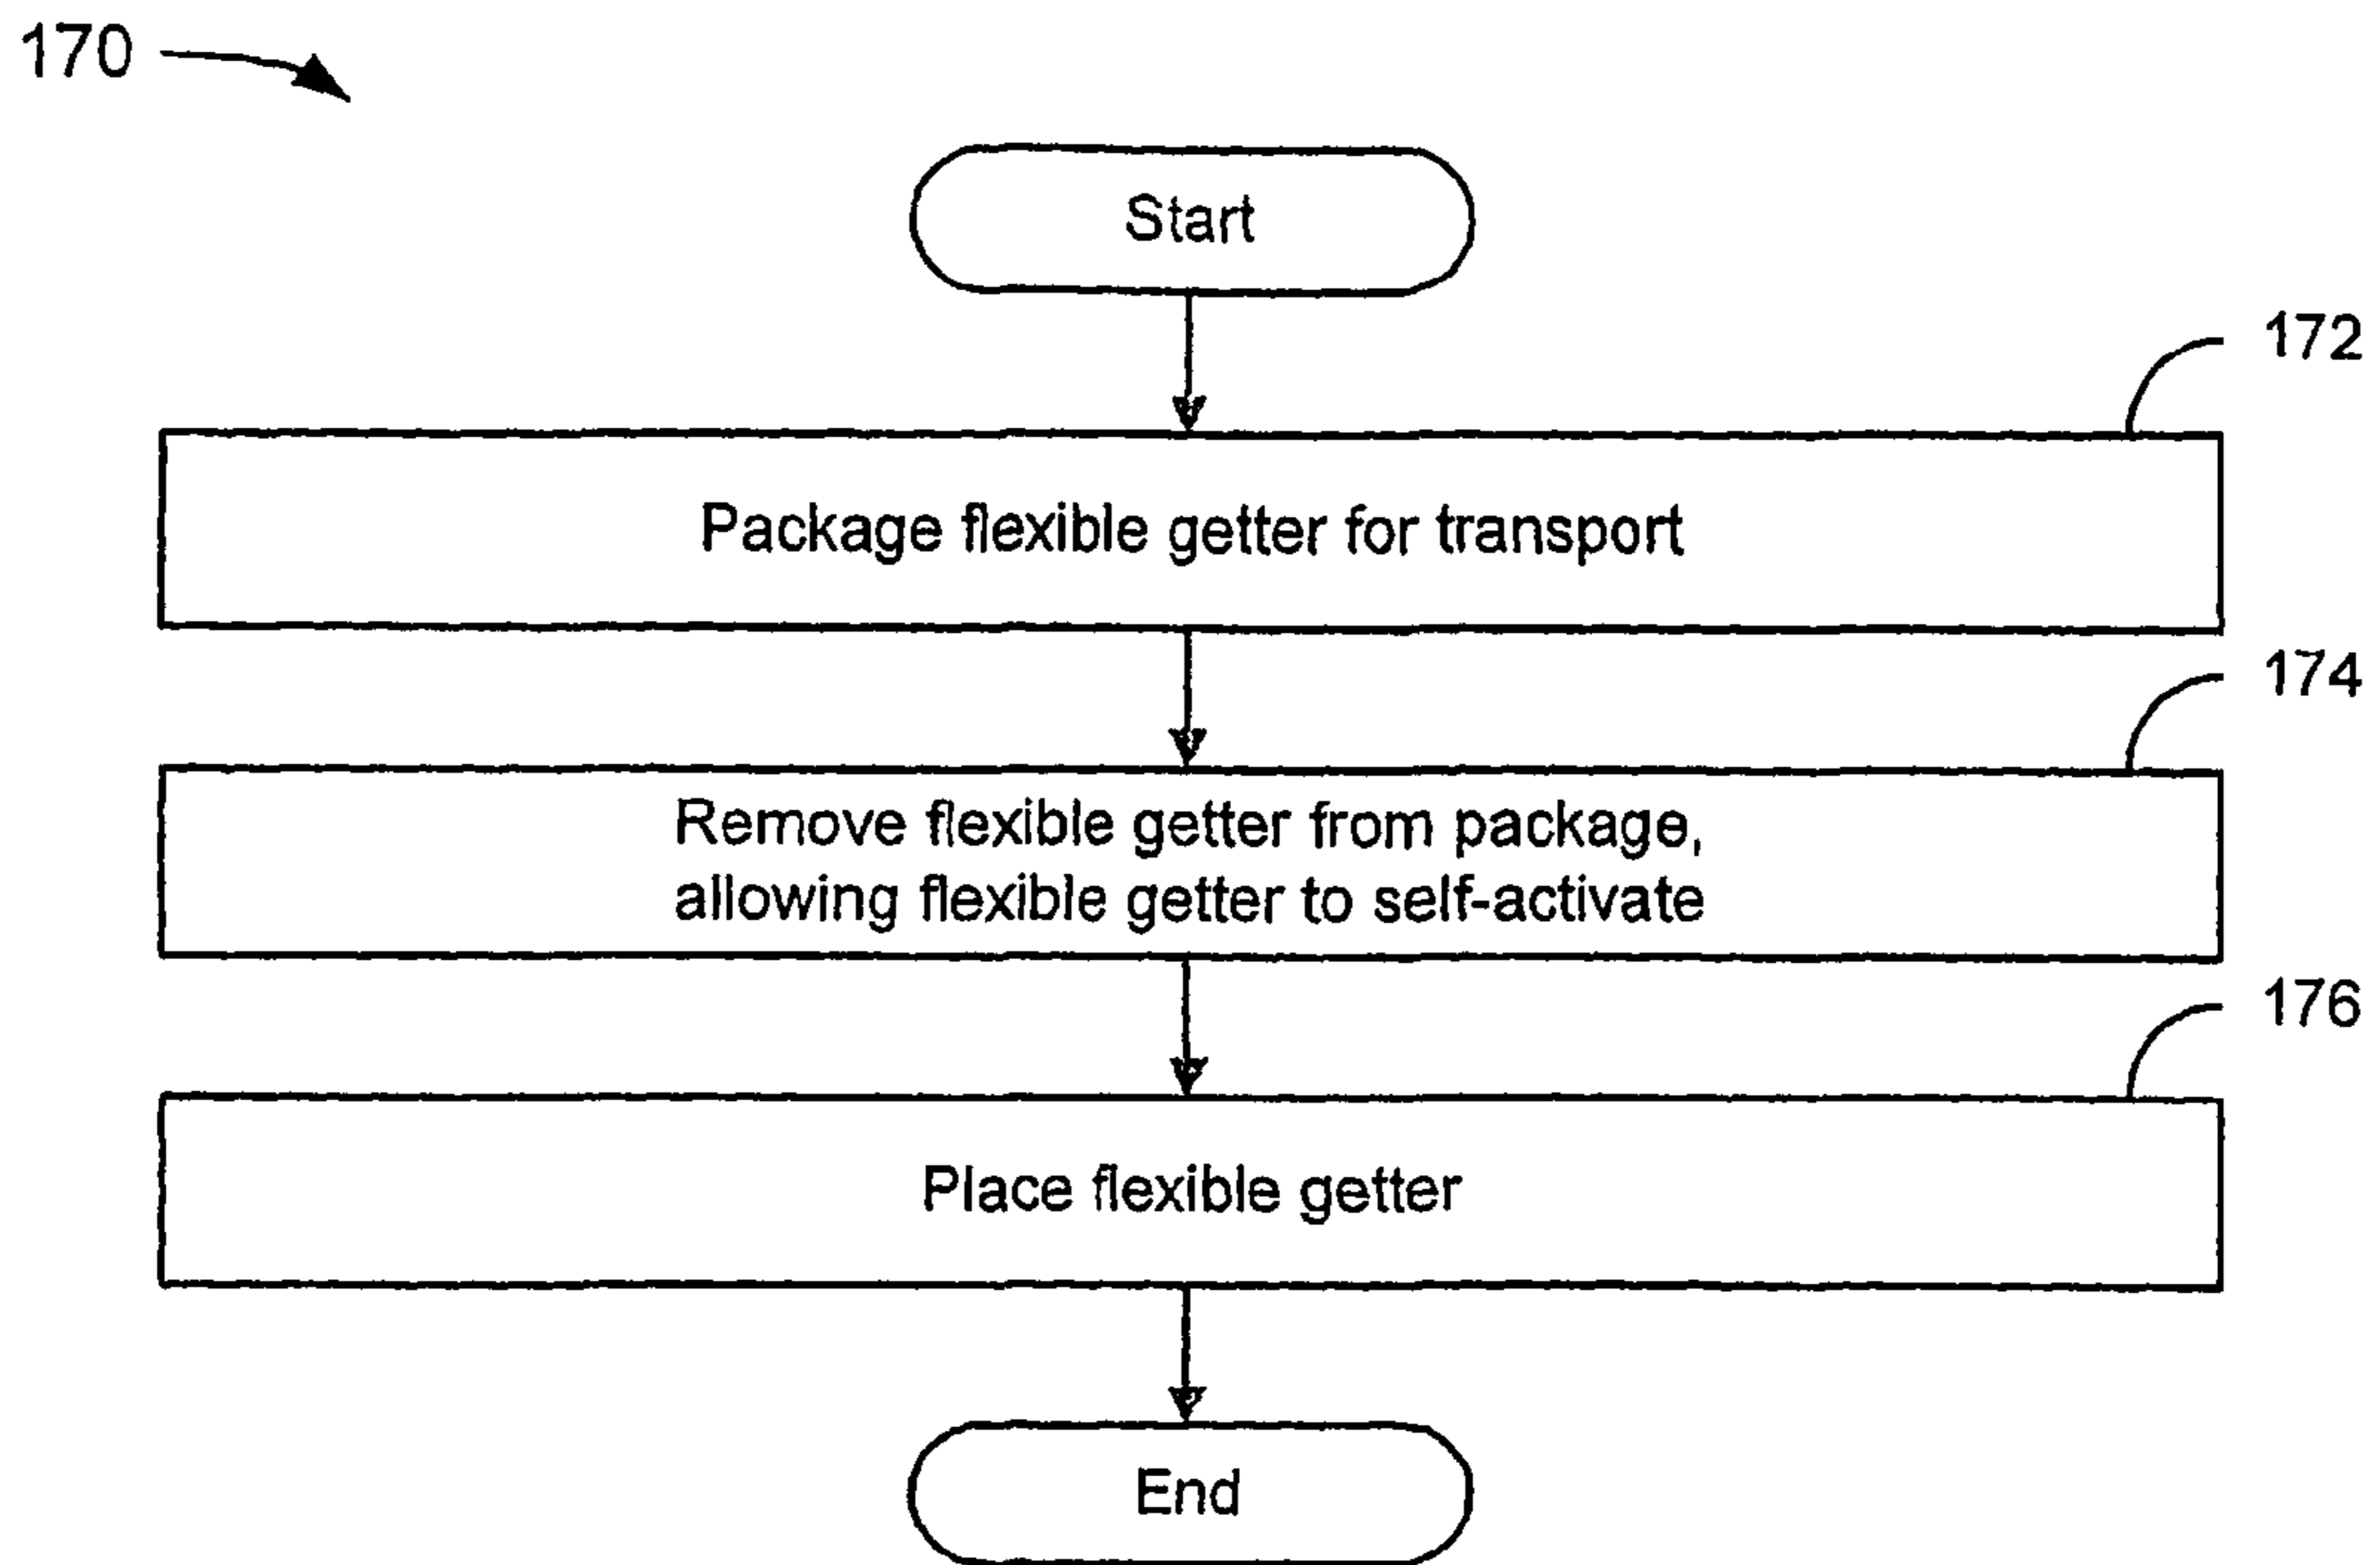 170
Start
172
Package flexible getter for transport
174
Remove flexible getter from package,
allowing flexible getter to self-activate
176
Place flexible getter
End